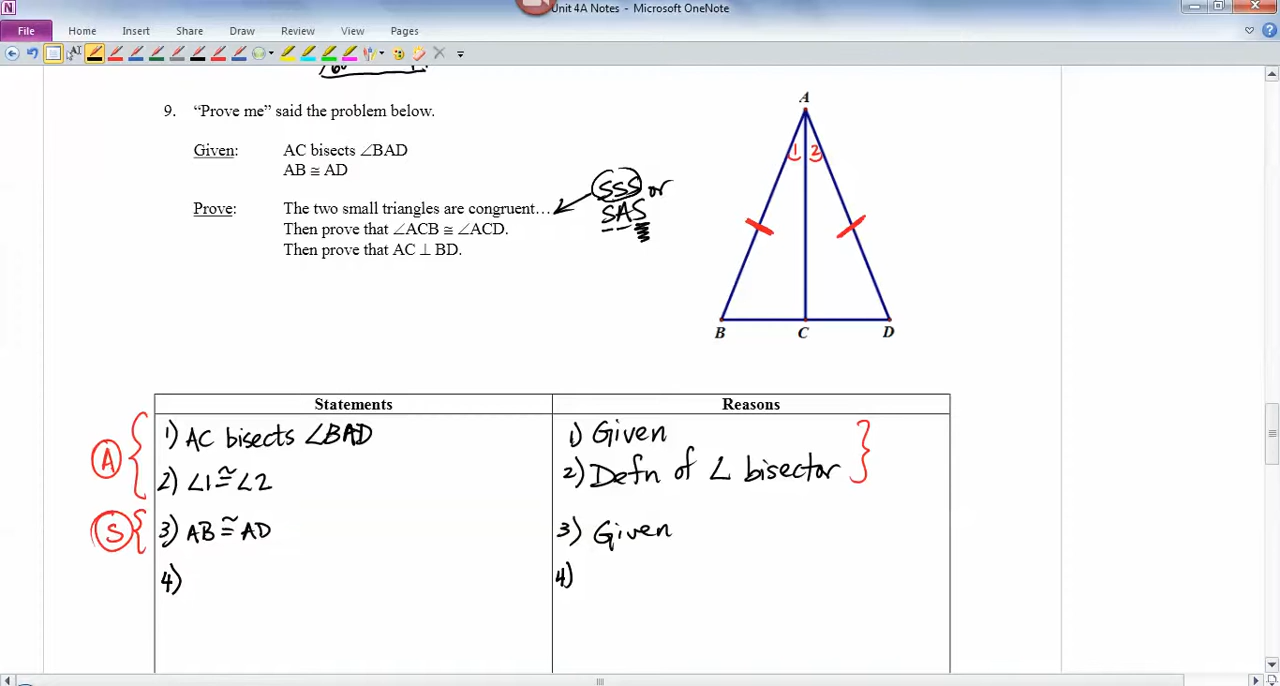 Unit 4A Notes - Microsoft OneNote
File Home Insert Share Draw Review View Pages
9. “Prove me” said the problem below.
Given: AC bisects ∠BAD
AB ≅ AD
Prove: The two small triangles are congruent…
Then prove that ∠ACB ≅ ∠ACD.
Then prove that AC ⊥ BD.
SSS or
SAS
A
1 2
B C D
Statements Reasons
A
1) AC bisects ∠BAD 1) Given
2) ∠1 ≅ ∠2 2) Defn of ∠ bisector
S
3) AB ≅ AD 3) Given
4) 4)